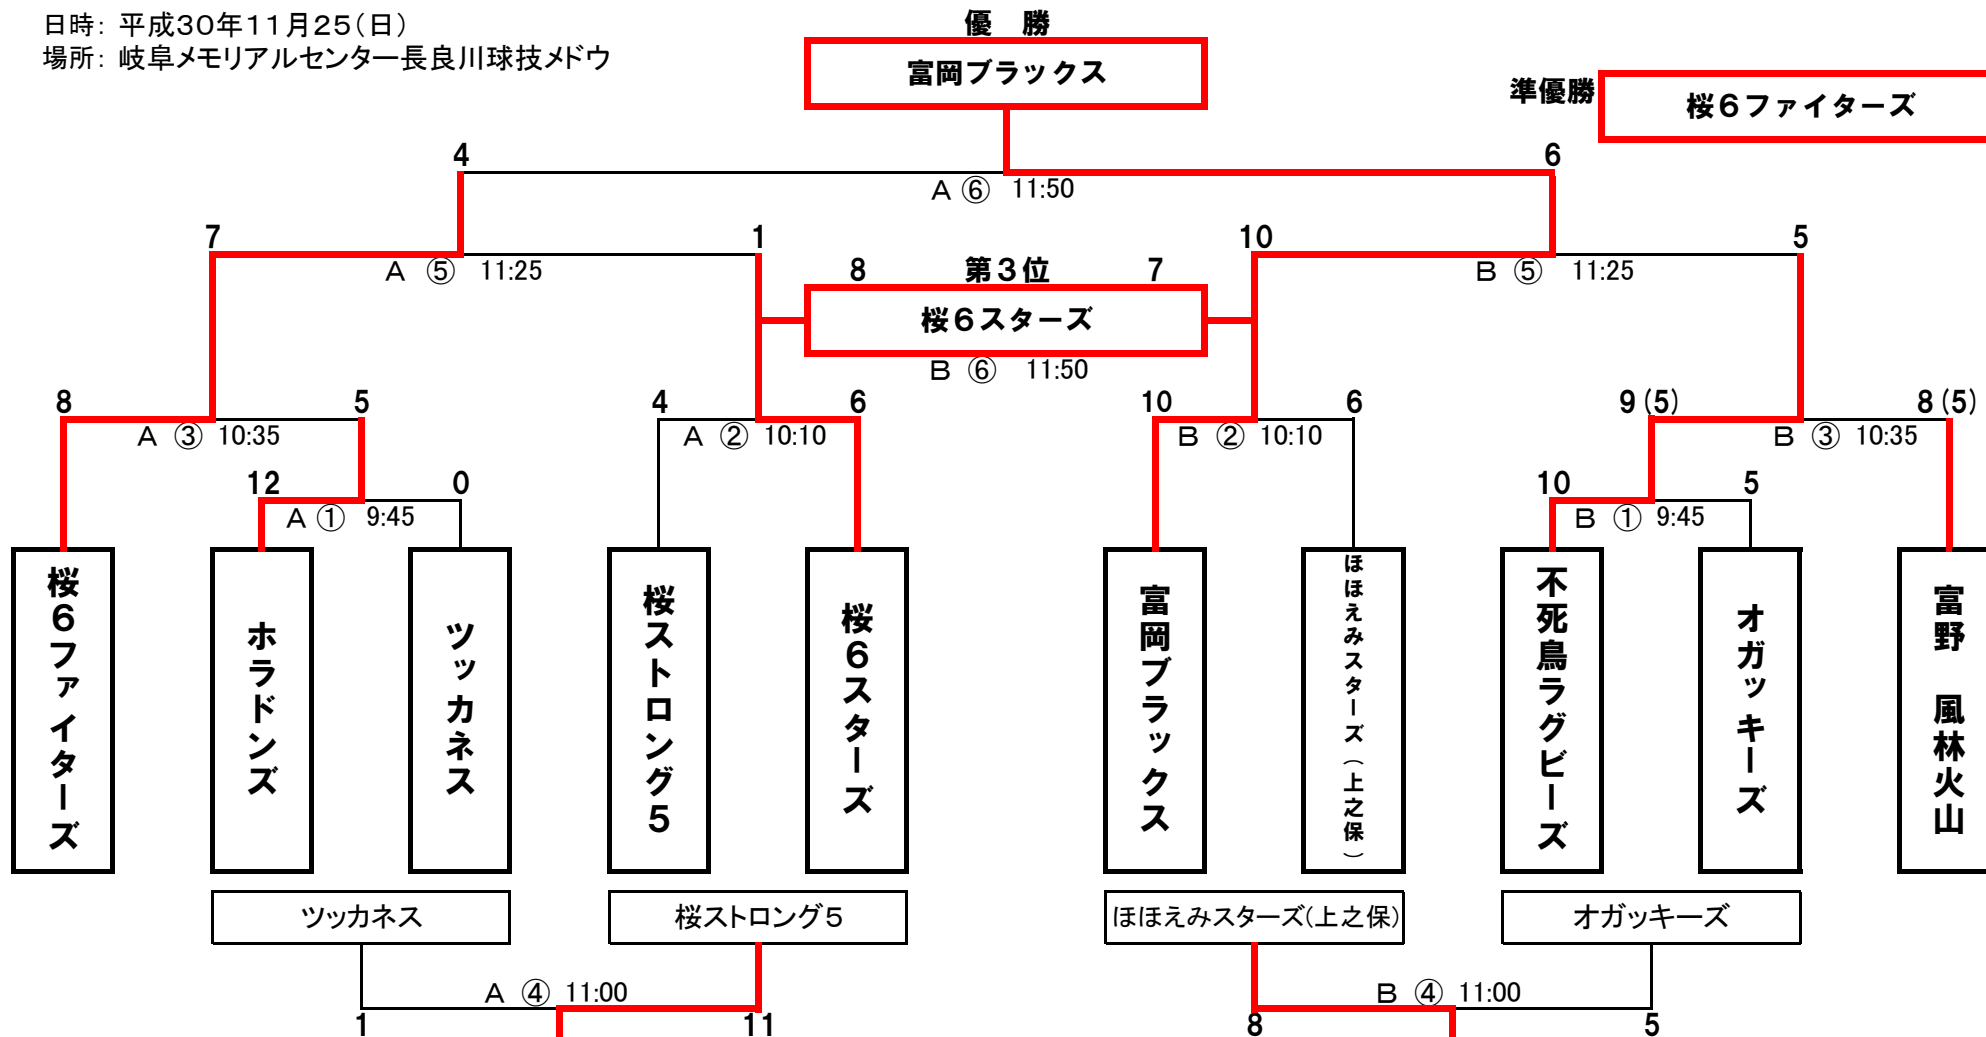 日時：平成30年11月25(日)
場所：岐阜メモリアルセンター長良川球技メドウ
優　勝
富岡ブラックス
準優勝
桜６ファイターズ
4
6
A ⑥ 11:50
7
1
10
5
A ⑤ 11:25
B ⑤ 11:25
8 第３位 7
桜６スターズ
B ⑥ 11:50
8
5
4
6
10
6
9(5)
8(5)
A ③ 10:35
A ② 10:10
B ② 10:10
B ③ 10:35
12
0
10
5
A ① 9:45
B ① 9:45
桜６ファイターズ
ホラドンズ
ツッカネス
桜ストロング５
桜６スターズ
富岡ブラックス
ほほえみスターズ（上之保）
不死鳥ラグビーズ
オガッキーズ
富野　風林火山
ツッカネス
桜ストロング５
ほほえみスターズ(上之保)
オガッキーズ
A ④ 11:00
B ④ 11:00
1
11
8
5